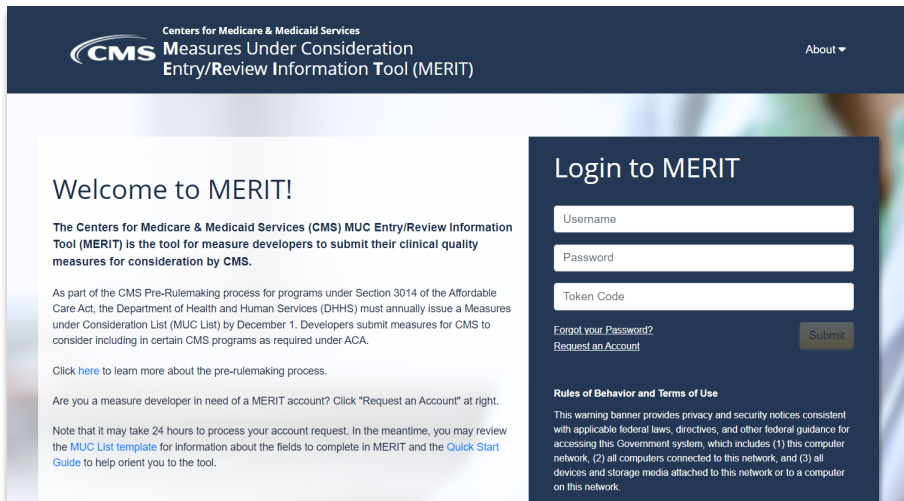 CMS
Centers for Medicare & Medicaid Services
Measures Under Consideration
Entry/Review Information Tool (MERIT)
About
Welcome to MERIT!
The Centers for Medicare & Medicaid Services (CMS) MUC Entry/Review Information
Tool (MERIT) is the tool for measure developers to submit their clinical quality
measures for consideration by CMS.
As part of the CMS Pre-Rulemaking process for programs under Section 3014 of the Affordable
Care Act, the Department of Health and Human Services (DHHS) must annually issue a Measures
under Consideration List (MUC List) by December 1. Developers submit measures for CMS to
consider including in certain CMS programs as required under ACA.
Click here to learn more about the pre-rulemaking process.
Are you a measure developer in need of a MERIT account? Click "Request an Account" at right.
Note that it may take 24 hours to process your account request. In the meantime, you may review
the MUC List template for information about the fields to complete in MERIT and the Quick Start
Guide to help orient you to the tool.
Login to MERIT
Username
Password
Token Code
Forgot your Password?
Request an Account
Submit
Rules of Behavior and Terms of Use
This warning banner provides privacy and security notices consistent
with applicable federal laws, directives, and other federal guidance for
accessing this Government system, which includes (1) this computer
network, (2) all computers connected to this network, and (3) all
devices and storage media attached to this network or to a computer
on this network.